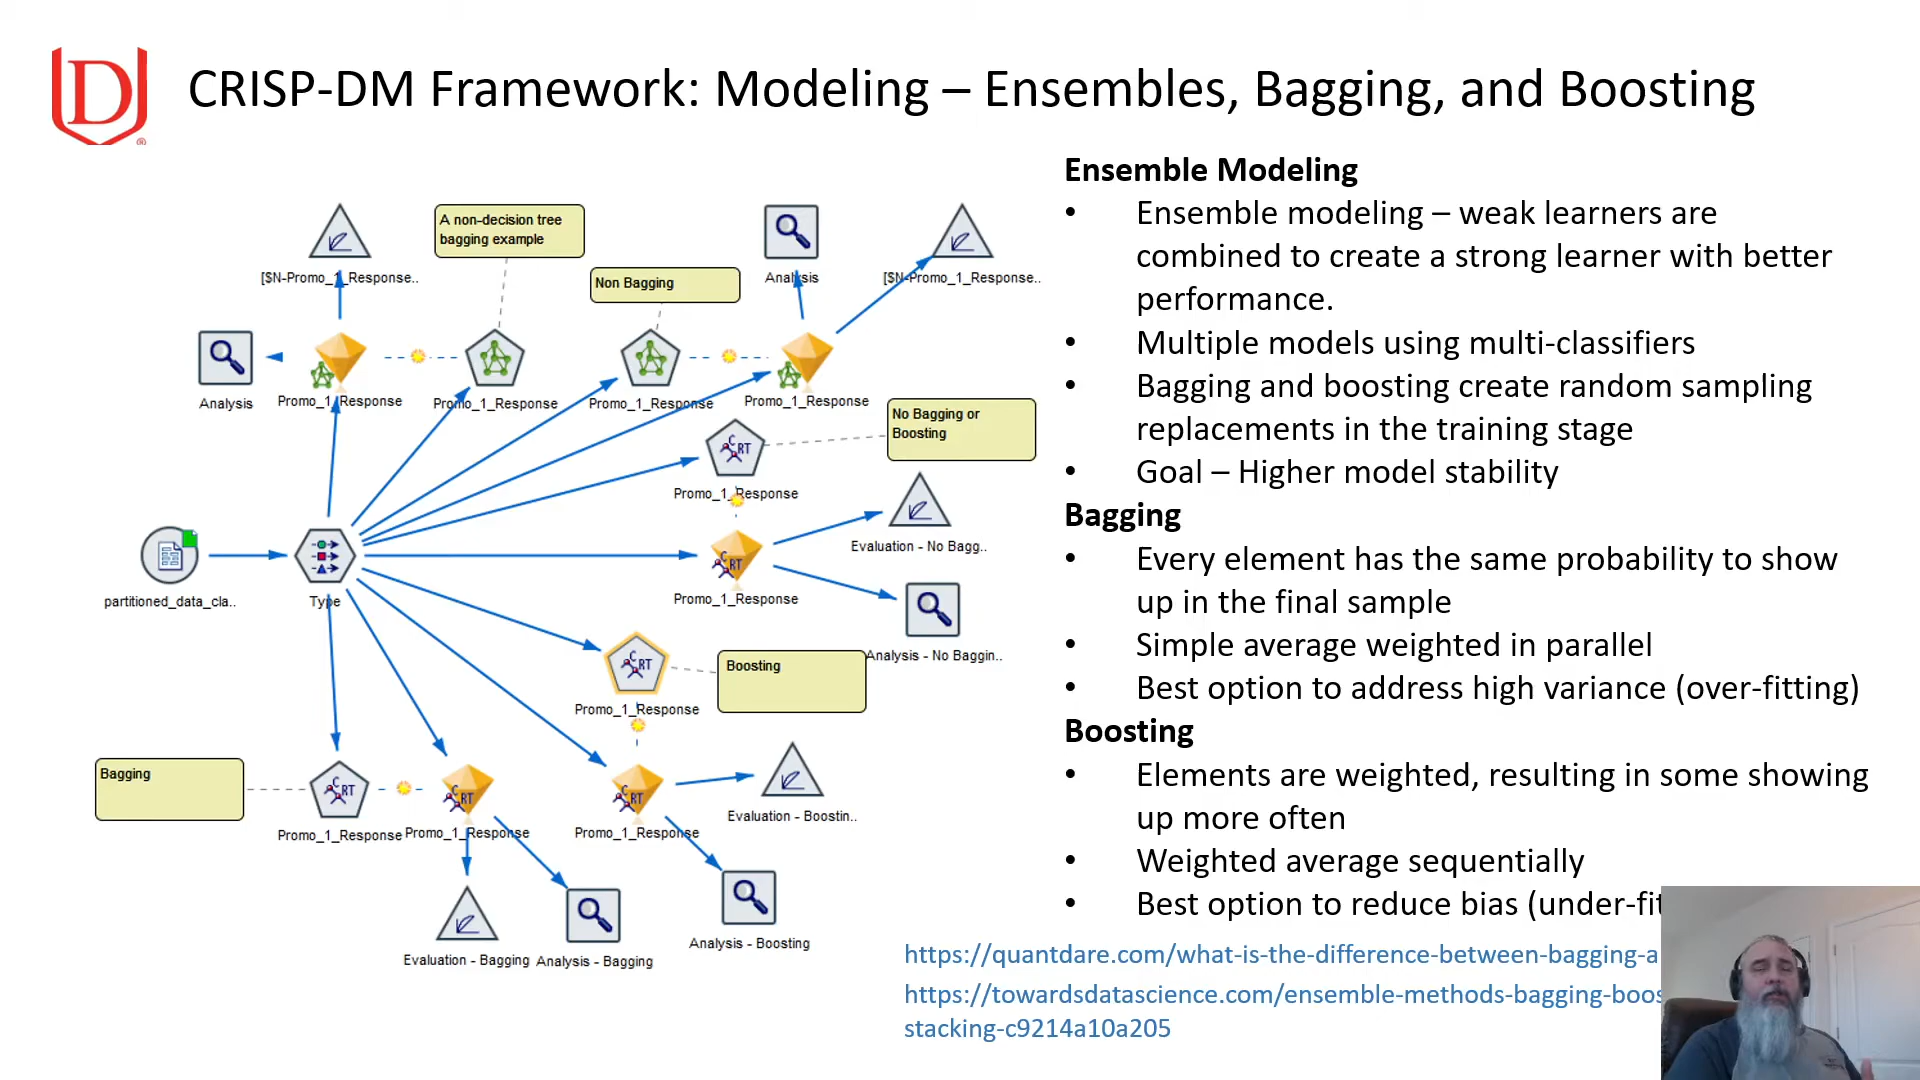 CRISP-DM Framework: Modeling – Ensembles, Bagging, and Boosting
D
®
A non-decision tree
bagging example
Non Bagging
[$N-Promo_1_Response..
Analysis
[$N-Promo_1_Response..
Analysis
Promo_1_Response
Promo_1_Response
Promo_1_Response
Promo_1_Response
No Bagging or
Boosting
C RT
Promo_1_Response
Evaluation - No Bagg..
C RT
Promo_1_Response
partitioned_data_cla..
Type
Analysis - No Baggin..
C RT
Boosting
Promo_1_Response
Bagging
C RT
Promo_1_Response
C RT
Promo_1_Response
C RT
Promo_1_Response
Evaluation - Boostin..
Analysis - Boosting
Evaluation - Bagging
Analysis - Bagging
Ensemble Modeling
• Ensemble modeling – weak learners are
combined to create a strong learner with better
performance.
• Multiple models using multi-classifiers
• Bagging and boosting create random sampling
replacements in the training stage
• Goal – Higher model stability
Bagging
• Every element has the same probability to show
up in the final sample
• Simple average weighted in parallel
• Best option to address high variance (over-fitting)
Boosting
• Elements are weighted, resulting in some showing
up more often
• Weighted average sequentially
• Best option to reduce bias (under-fit
https://quantdare.com/what-is-the-difference-between-bagging-a
https://towardsdatascience.com/ensemble-methods-bagging-boos
stacking-c9214a10a205